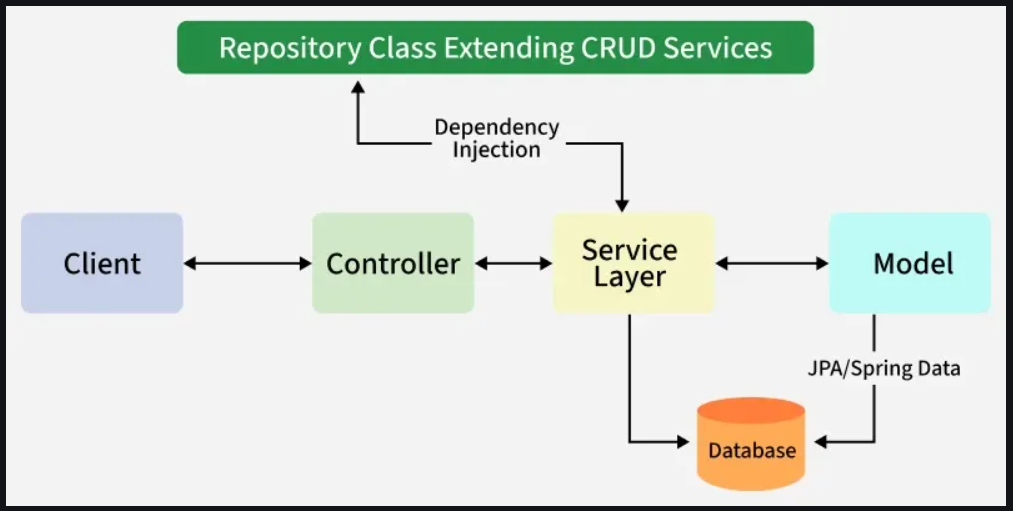 Repository Class Extending CRUD Services
Dependency
Injection
Client
Controller
Service
Layer
Model
JPA/Spring Data
Database